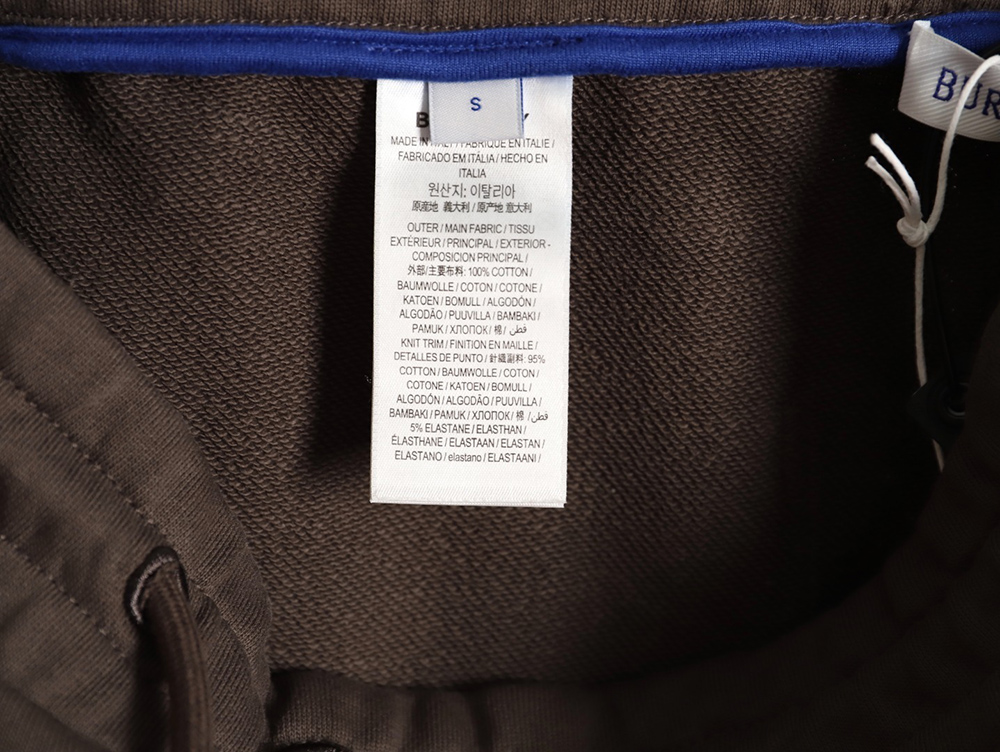 S
BUR
B Y
MADE IN ITALY / FABRIQUÉ EN ITALIE /
FABRICADO EM ITÁLIA / HECHO EN
ITALIA
원산지: 이탈리아
原産地 義大利 / 原产地 意大利
OUTER / MAIN FABRIC / TISSU
EXTÉRIEUR / PRINCIPAL / EXTERIOR -
COMPOSICION PRINCIPAL /
外部/主要布料: 100% COTTON /
BAUMWOLLE / COTON / COTONE /
KATOEN / BOMULL / ALGODÓN /
ALGODÃO / PUUVILLA / BAMBAKI /
PAMUK / ХЛОПОК / 棉 / قطن
KNIT TRIM / FINITION EN MAILLE /
DETALLES DE PUNTO / 針織副料: 95%
COTTON / BAUMWOLLE / COTON /
COTONE / KATOEN / BOMULL /
ALGODÓN / ALGODÃO / PUUVILLA /
BAMBAKI / PAMUK / ХЛОПОК / 棉 / قطن /
5% ELASTANE / ELASTHAN /
ÉLASTHANE / ELASTAAN / ELASTAN /
ELASTANO / elastano / ELASTAANI /